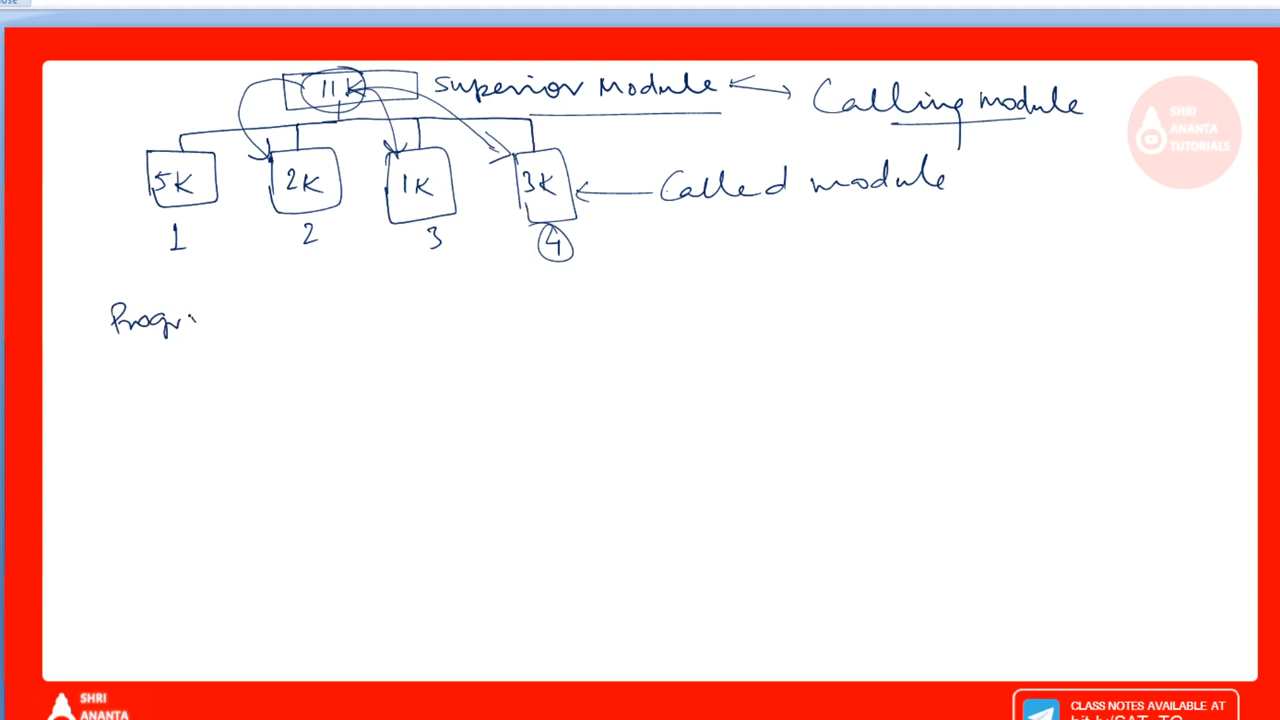 11K superior module Calling module
5K 2K 1K 3K Called module
1 2 3 4
Progr
SHRI
ANANTA
TUTORIALS
SHRI
ANANTA
CLASS NOTES AVAILABLE AT